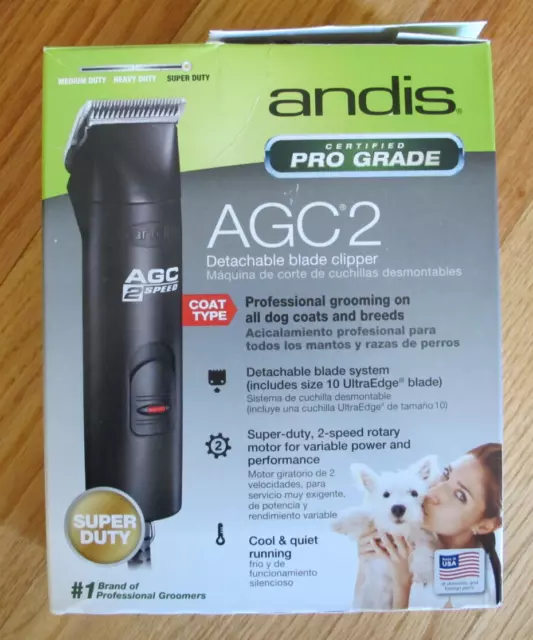 MEDIUM DUTY HEAVY DUTY SUPER DUTY
andis®
CERTIFIED
PRO GRADE
AGC®2
Detachable blade clipper
Máquina de corte de cuchillas desmontables
AGC
2 SPEED
COAT
TYPE
Professional grooming on
all dog coats and breeds
Acicalamiento profesional para
todos los mantos y razas de perros
Detachable blade system
(includes size 10 UltraEdge® blade)
Sistema de cuchilla desmontable
(incluye una cuchilla UltraEdge® de tamaño10)
2
Super-duty, 2-speed rotary
motor for variable power and
performance
Motor giratorio de 2
velocidades, para
servicio muy exigente,
de potencia y
rendimiento variable
Cool & quiet
running
frio y de
funcionamiento
silencioso
SUPER
DUTY
#1 Brand of
Professional Groomers
USA